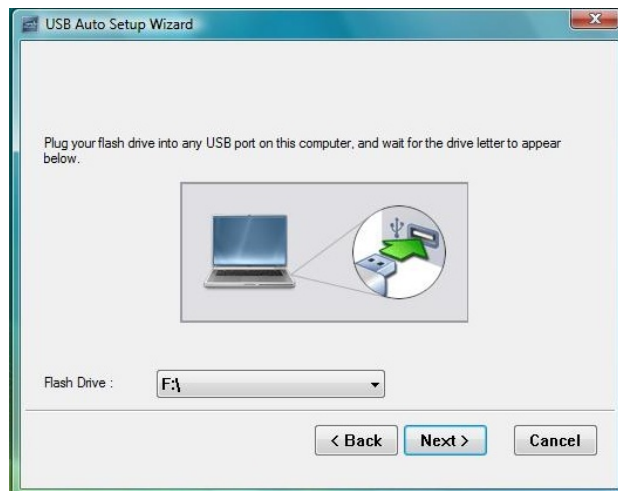 USB Auto Setup Wizard
Plug your flash drive into any USB port on this computer, and wait for the drive letter to appear
below.
Flash Drive :
F:\
< Back
Next >
Cancel